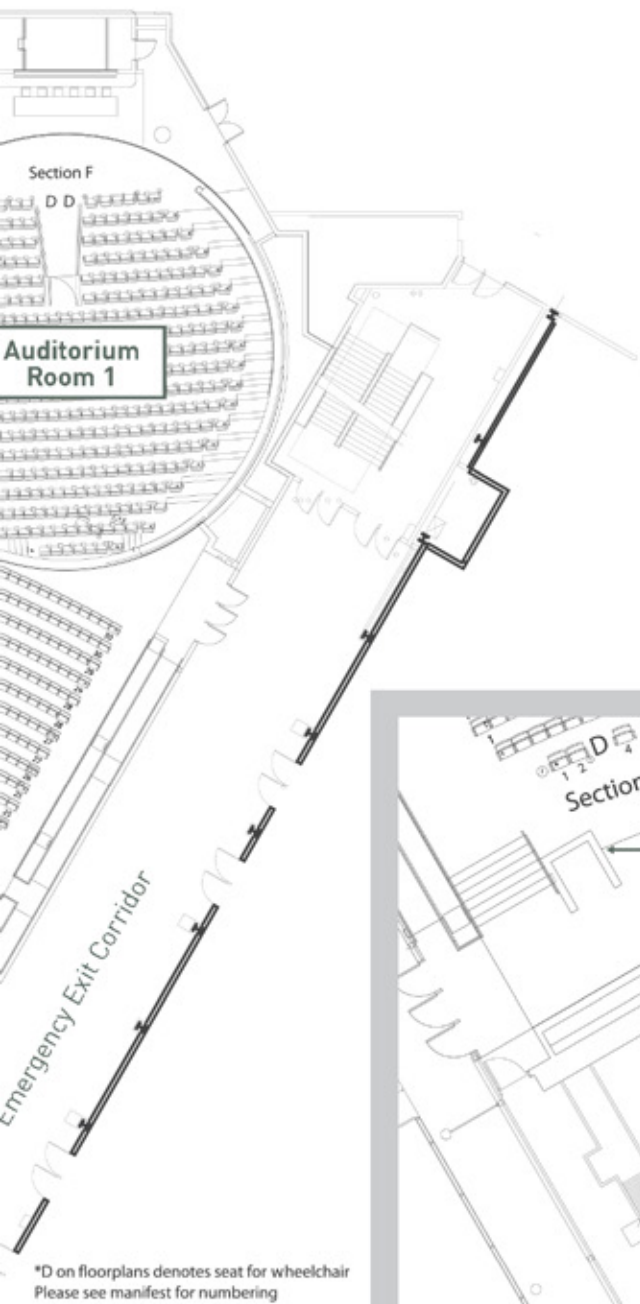 Section F
D D
Auditorium
Room 1
D
1 2 4
Section
Emergency Exit Corridor
*D on floorplans denotes seat for wheelchair
Please see manifest for numbering